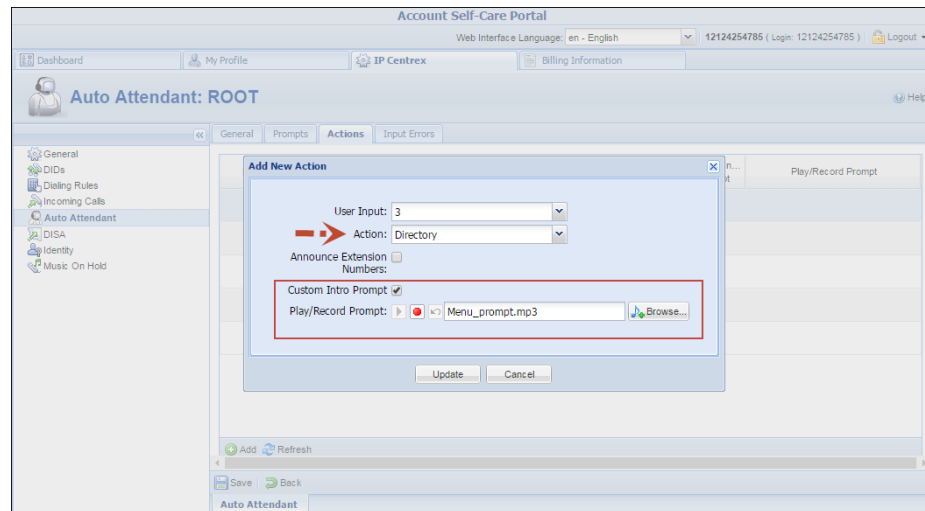 Account Self-Care Portal
Web Interface Language: en - English 12124254785 ( Login: 12124254785 ) Logout
Dashboard My Profile IP Centrex Billing Information
Auto Attendant: ROOT
Help
General Prompts Actions Input Errors
General
DIDs
Dialing Rules
Incoming Calls
Auto Attendant
DISA
Identity
Music On Hold
Play/Record Prompt
Add New Action
User Input: 3
Action: Directory
Announce Extension
Numbers:
Custom Intro Prompt
Play/Record Prompt: Menu_prompt.mp3 Browse...
Update Cancel
Add Refresh
Save Back
Auto Attendant